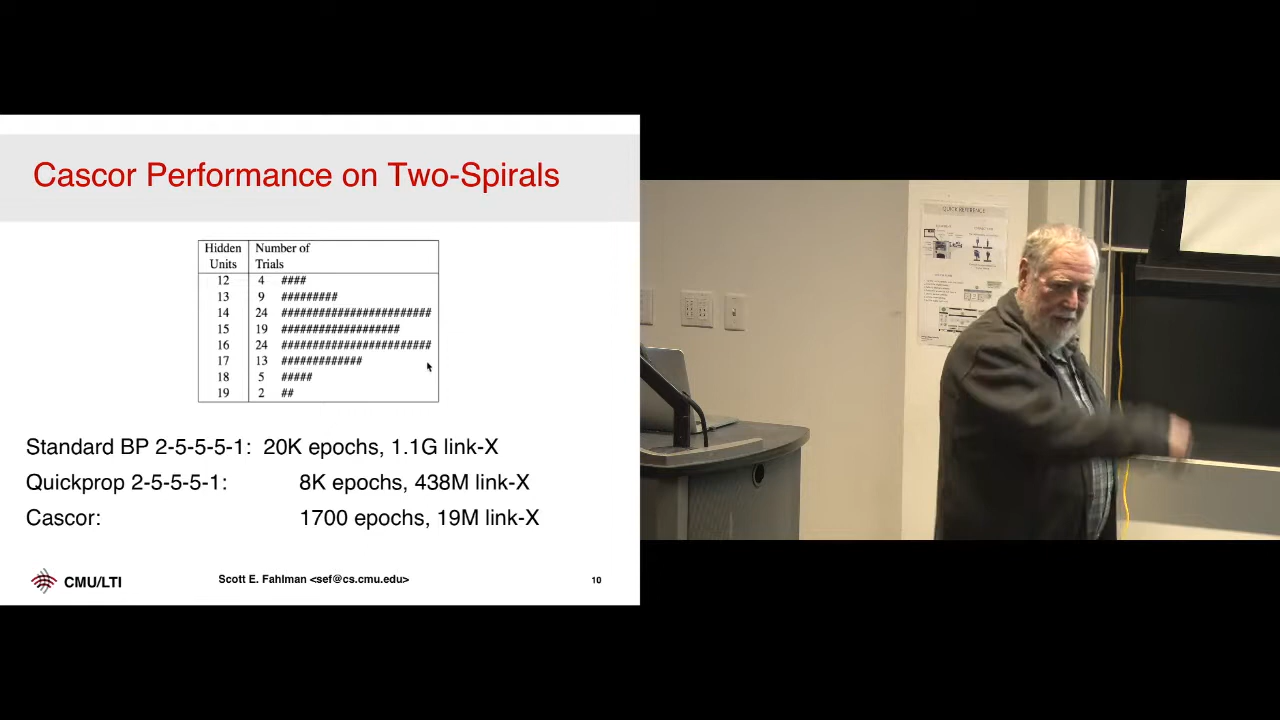 Cascor Performance on Two-Spirals
Hidden Units Number of Trials
12 4 ####
13 9 #########
14 24 ########################
15 19 ###################
16 24 ########################
17 13 #############
18 5 #####
19 2 ##
Standard BP 2-5-5-5-1: 20K epochs, 1.1G link-X
Quickprop 2-5-5-5-1: 8K epochs, 438M link-X
Cascor: 1700 epochs, 19M link-X
CMU/LTI
Scott E. Fahlman <sef@cs.cmu.edu>
10
QUICK REFERENCE